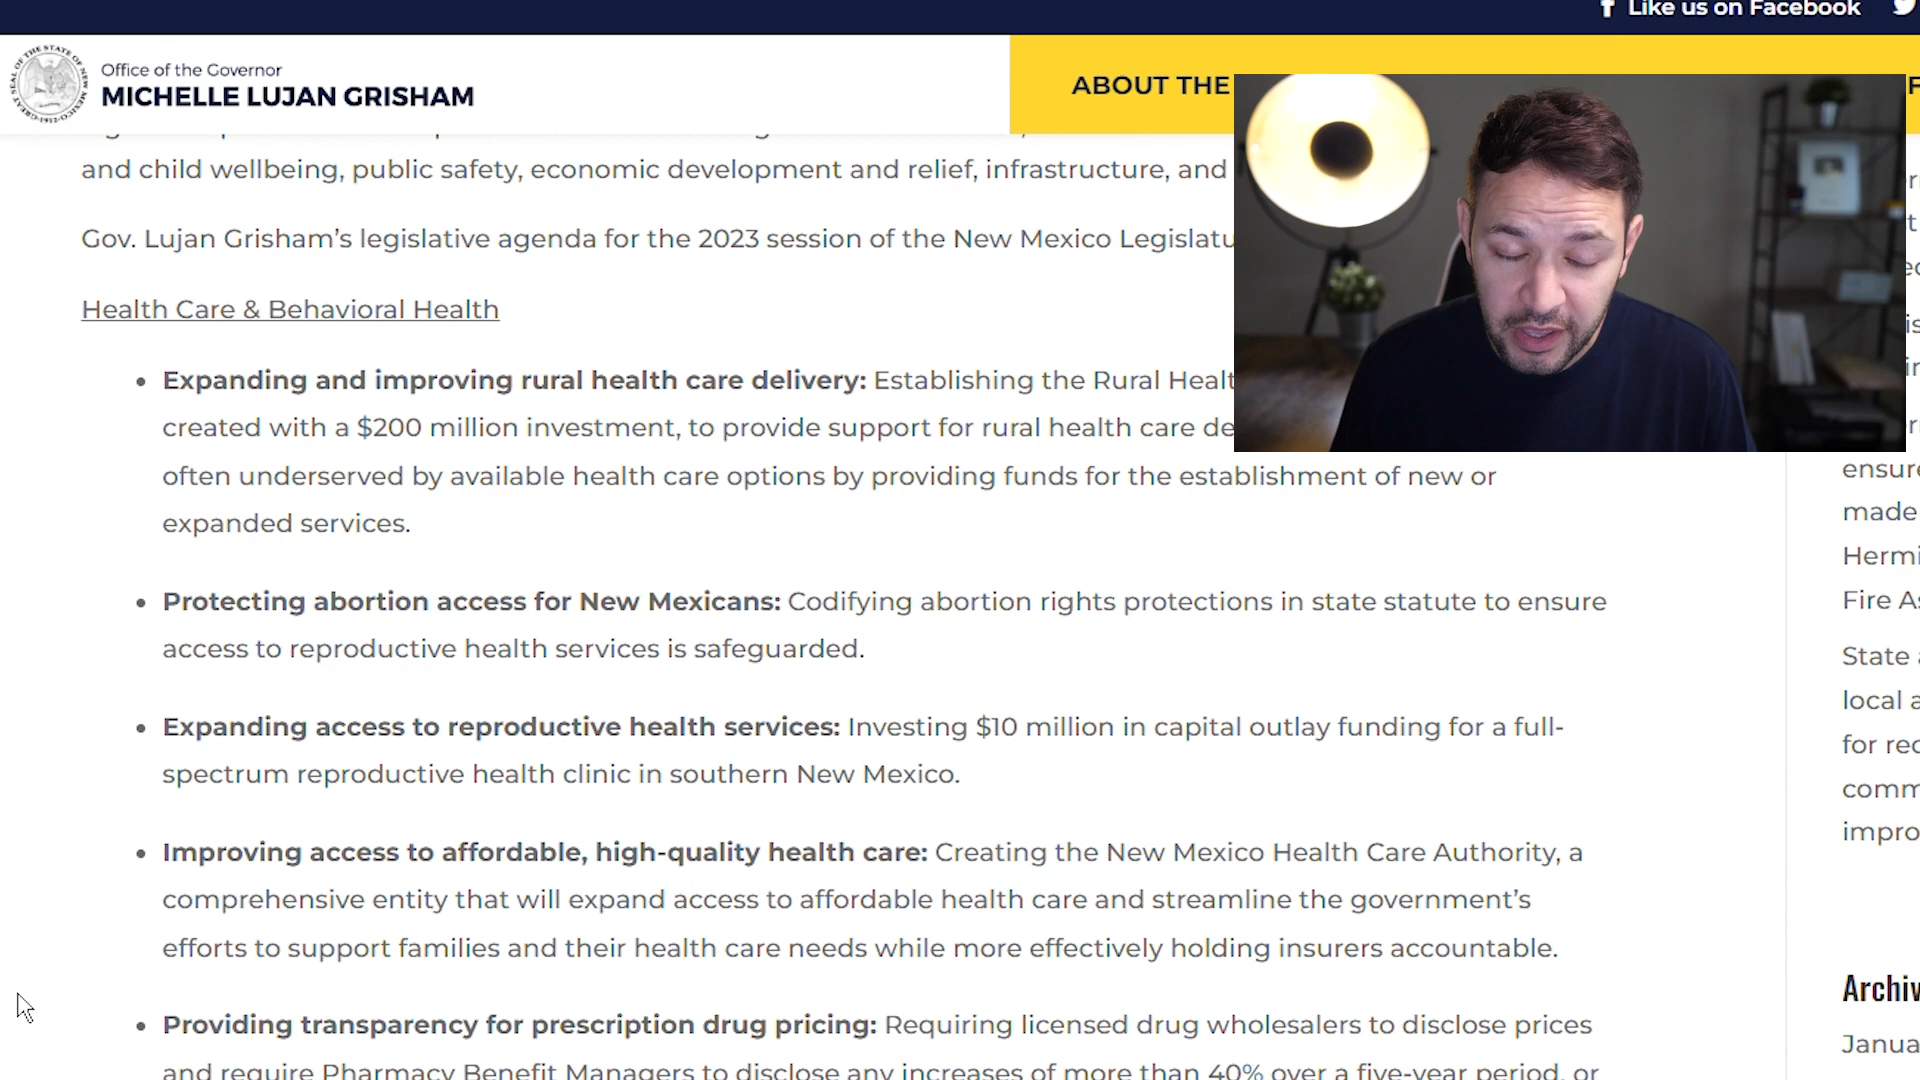 Like us on Facebook
Office of the Governor
MICHELLE LUJAN GRISHAM
ABOUT THE
and child wellbeing, public safety, economic development and relief, infrastructure, and
Gov. Lujan Grisham's legislative agenda for the 2023 session of the New Mexico Legislatu
Health Care & Behavioral Health
• Expanding and improving rural health care delivery: Establishing the Rural Healt
created with a $200 million investment, to provide support for rural health care de
often underserved by available health care options by providing funds for the establishment of new or
expanded services.
• Protecting abortion access for New Mexicans: Codifying abortion rights protections in state statute to ensure
access to reproductive health services is safeguarded.
• Expanding access to reproductive health services: Investing $10 million in capital outlay funding for a full-
spectrum reproductive health clinic in southern New Mexico.
• Improving access to affordable, high-quality health care: Creating the New Mexico Health Care Authority, a
comprehensive entity that will expand access to affordable health care and streamline the government's
efforts to support families and their health care needs while more effectively holding insurers accountable.
• Providing transparency for prescription drug pricing: Requiring licensed drug wholesalers to disclose prices
and require Pharmacy Benefit Managers to disclose any increases of more than 40% over a five-year period, or
ensure
made
Hermi
Fire As
State a
local a
for rec
comm
impro
Archiv
Janua